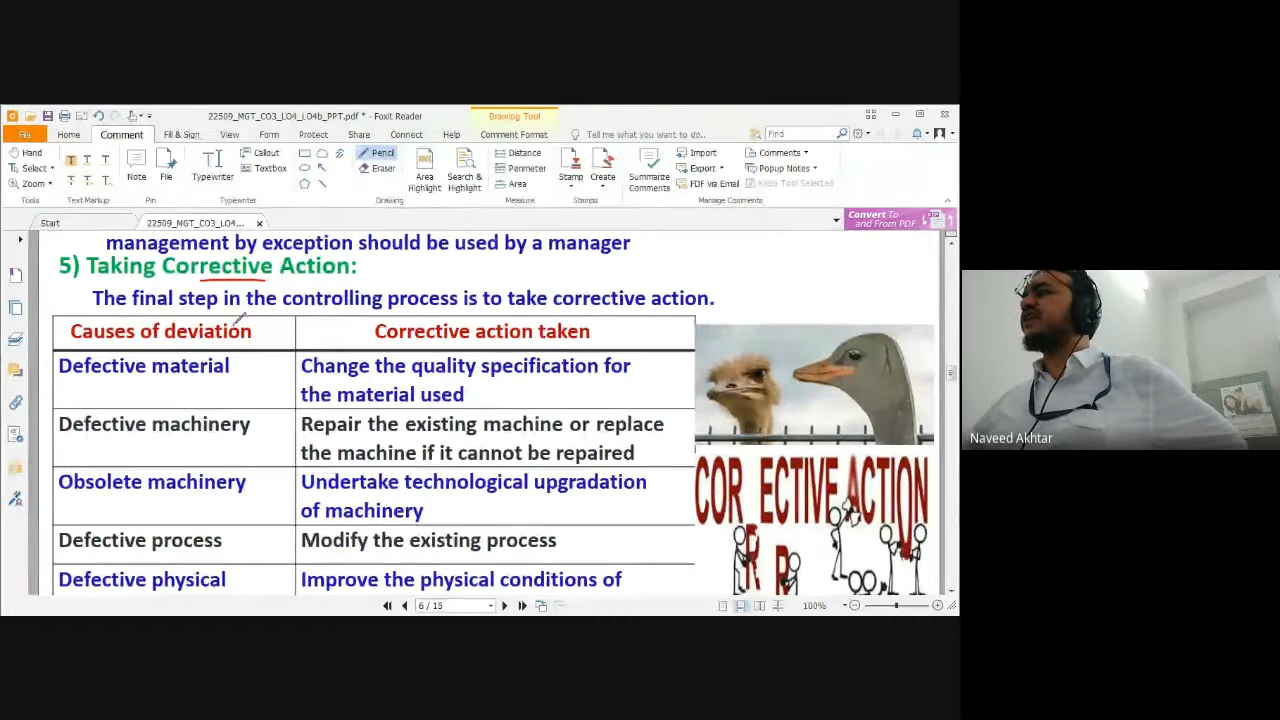 22509_MGT_CO3_LO4_LO4b_PPT.pdf * - Foxit Reader
Drawing Tool
File Home Comment Fill & Sign View Form Protect Share Connect Help Comment Format Tell me what you want to do.. Find
Hand
Select
Zoom
Tools
Text Markup
Note
File
Pin
Typewriter
Callout
Textbox
Typewriter
Pencil
Eraser
Drawing
Area Highlight
Search & Highlight
Distance
Perimeter
Area
Measure
Stamp
Create
Stamps
Summarize Comments
Import
Export
FDF via Email
Comments
Popup Notes
Keep Tool Selected
Manage Comments
Start
22509_MGT_CO3_LO4...
Convert To
and From PDF
management by exception should be used by a manager
5) Taking Corrective Action:
The final step in the controlling process is to take corrective action.
Causes of deviation Corrective action taken
Defective material Change the quality specification for
the material used
Defective machinery Repair the existing machine or replace
the machine if it cannot be repaired
Obsolete machinery Undertake technological upgradation
of machinery
Defective process Modify the existing process
Defective physical Improve the physical conditions of
COR ECTIVE ACTION
R R
6 / 15
100%
Naveed Akhtar